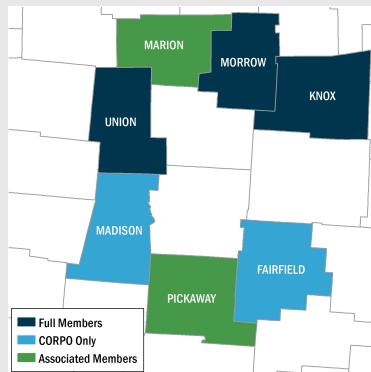 MARION
MORROW
KNOX
UNION
MADISON
FAIRFIELD
PICKAWAY
Full Members
CORPO Only
Associated Members